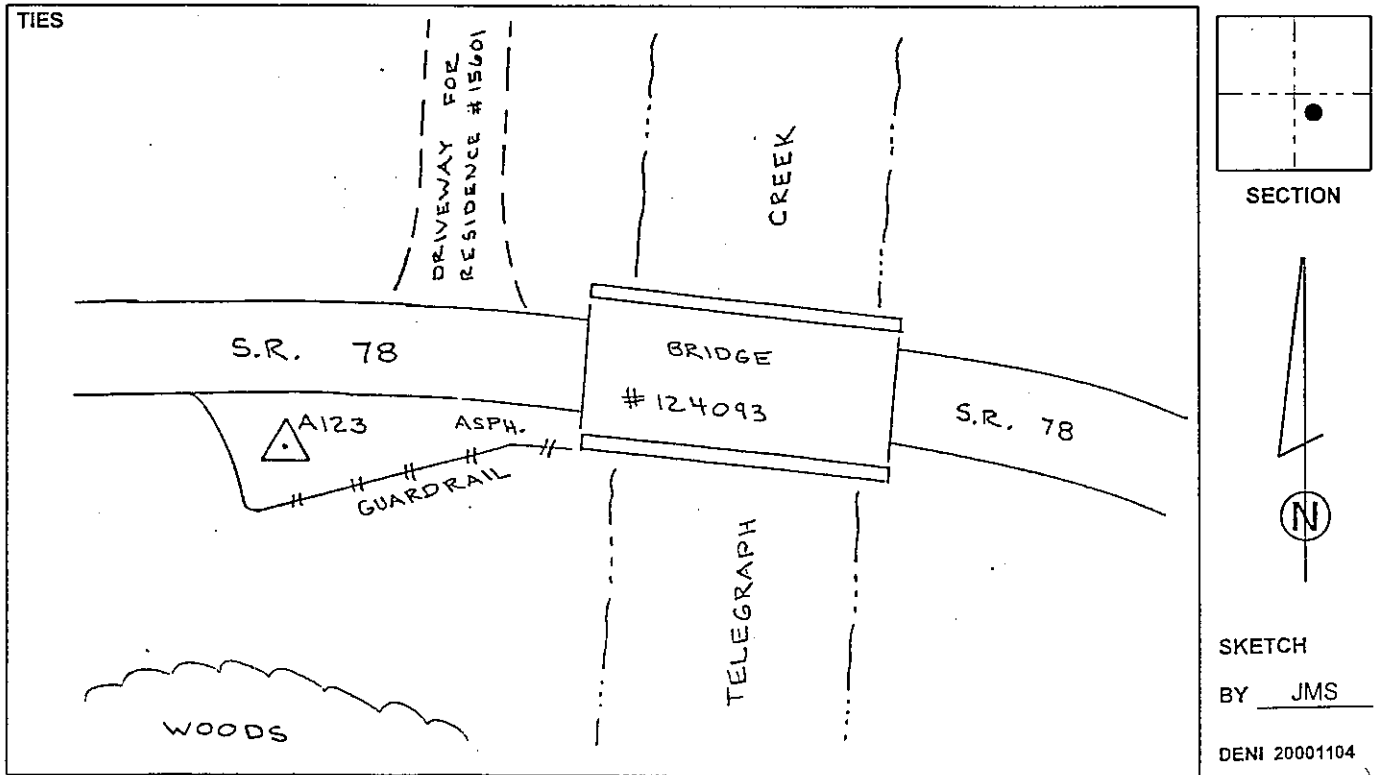 TIES
DRIVEWAY FOR
RESIDENCE #15601
CREEK
S.R. 78
BRIDGE
# 124093
S.R. 78
A123
ASPH.
GUARDRAIL
TELEGRAPH
WOODS
SECTION
N
SKETCH
BY JMS
DENI 20001104